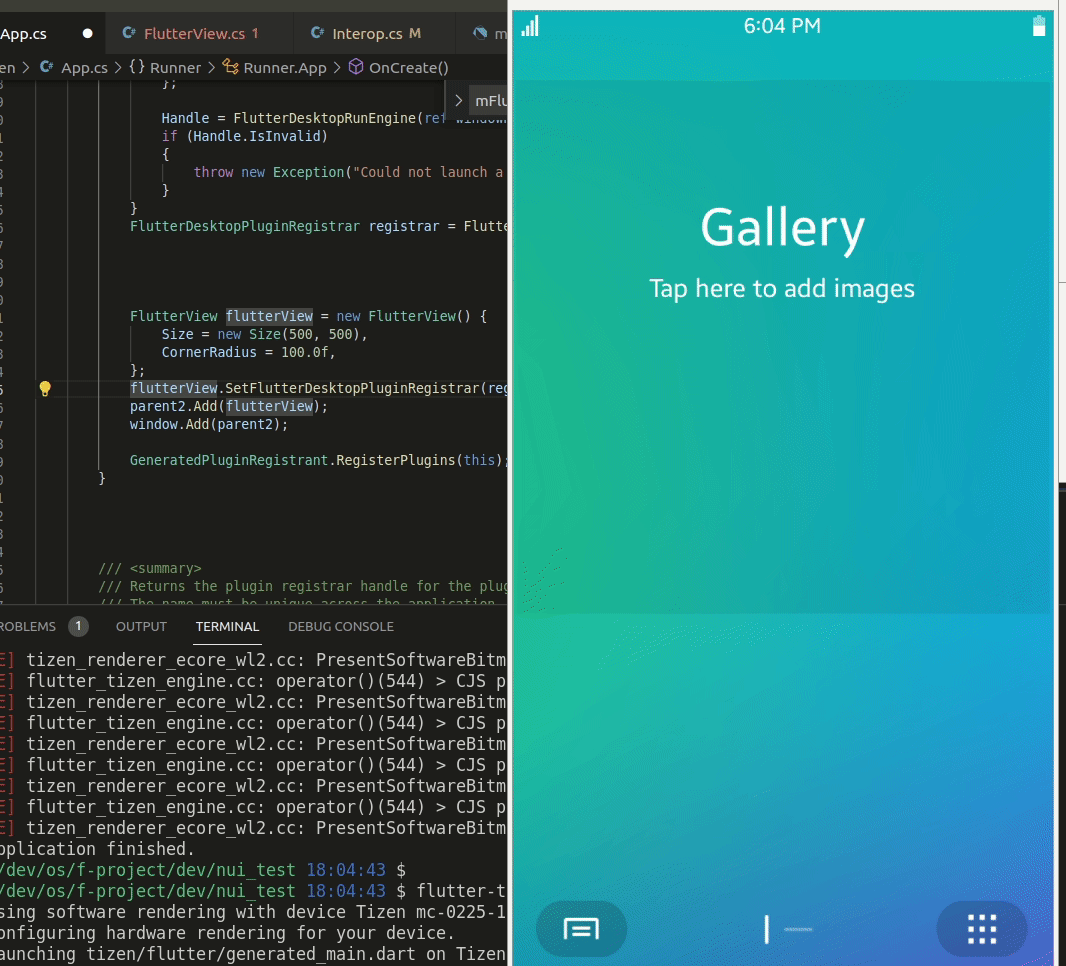 App.cs
FlutterView.cs 1
Interop.cs M
m
en > App.cs > {} Runner > Runner.App > OnCreate()
};
mFlu
Handle = FlutterDesktopRunEngine(ref window
if (Handle.IsInvalid)
{
throw new Exception("Could not launch a
}
}
FlutterDesktopPluginRegistrar registrar = Flutte
FlutterView flutterView = new FlutterView() {
Size = new Size(500, 500),
CornerRadius = 100.0f,
};
flutterView.SetFlutterDesktopPluginRegistrar(reg
parent2.Add(flutterView);
window.Add(parent2);
GeneratedPluginRegistrant.RegisterPlugins(this);
}
/// <summary>
/// Returns the plugin registrar handle for the plug
/// The name must be unique across the application.
ROBLEMS 1 OUTPUT TERMINAL DEBUG CONSOLE
E] tizen_renderer_ecore_wl2.cc: PresentSoftwareBitm
E] flutter_tizen_engine.cc: operator()(544) > CJS p
E] tizen_renderer_ecore_wl2.cc: PresentSoftwareBitm
E] flutter_tizen_engine.cc: operator()(544) > CJS p
E] tizen_renderer_ecore_wl2.cc: PresentSoftwareBitm
E] flutter_tizen_engine.cc: operator()(544) > CJS p
E] tizen_renderer_ecore_wl2.cc: PresentSoftwareBitm
E] flutter_tizen_engine.cc: operator()(544) > CJS p
E] tizen_renderer_ecore_wl2.cc: PresentSoftwareBitm
pplication finished.
/dev/os/f-project/dev/nui_test 18:04:43 $
/dev/os/f-project/dev/nui_test 18:04:43 $ flutter-t
sing software rendering with device Tizen mc-0225-1
onfiguring hardware rendering for your device.
aunching tizen/flutter/generated_main.dart on Tizen
6:04 PM
Gallery
Tap here to add images